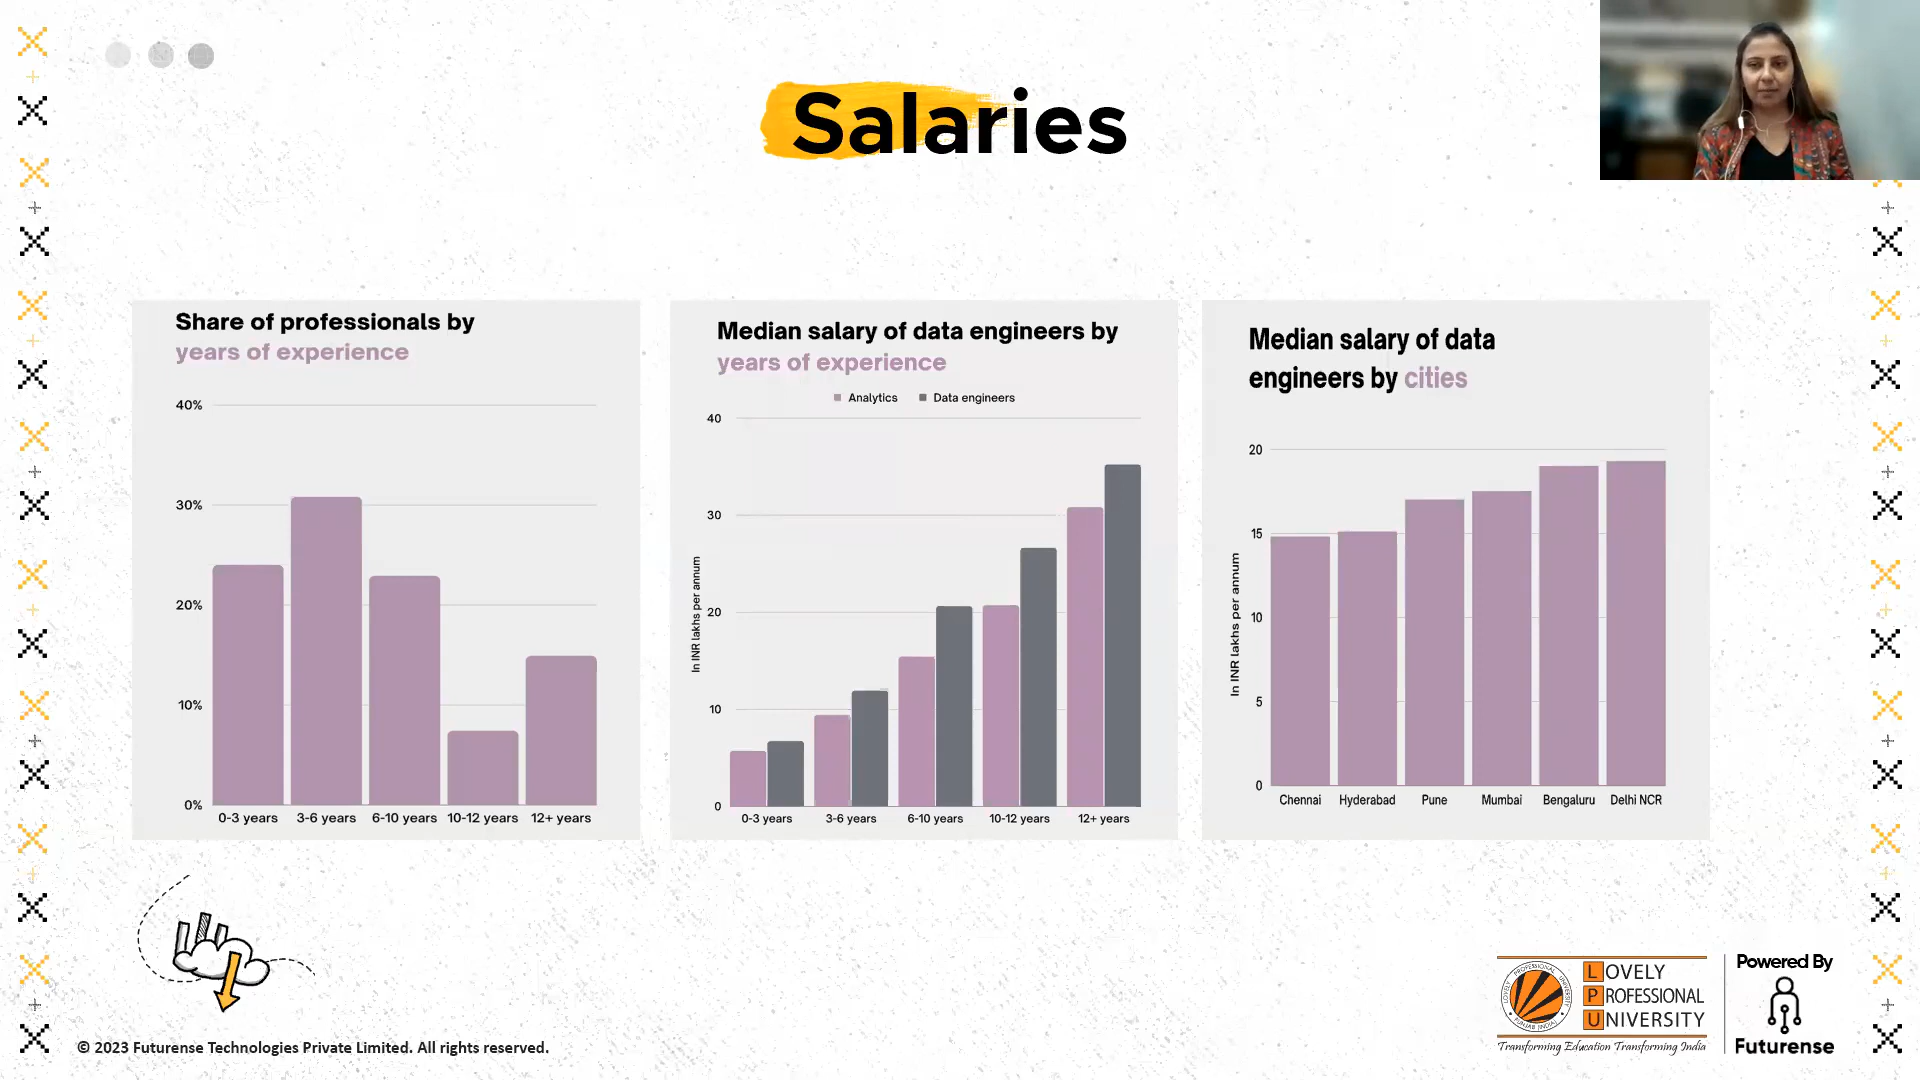 Salaries
Share of professionals by
years of experience
40%
30%
20%
10%
0%
0-3 years 3-6 years 6-10 years 10-12 years 12+ years
Median salary of data engineers by
years of experience
Analytics Data engineers
In INR lakhs per annum
40
30
20
10
0
0-3 years 3-6 years 6-10 years 10-12 years 12+ years
Median salary of data
engineers by cities
In INR lakhs per annum
20
15
10
5
0
Chennai Hyderabad Pune Mumbai Bengaluru Delhi NCR
LOVELY
PROFESSIONAL
UNIVERSITY
Transforming Education Transforming India
Powered By
Futurense
© 2023 Futurense Technologies Private Limited. All rights reserved.